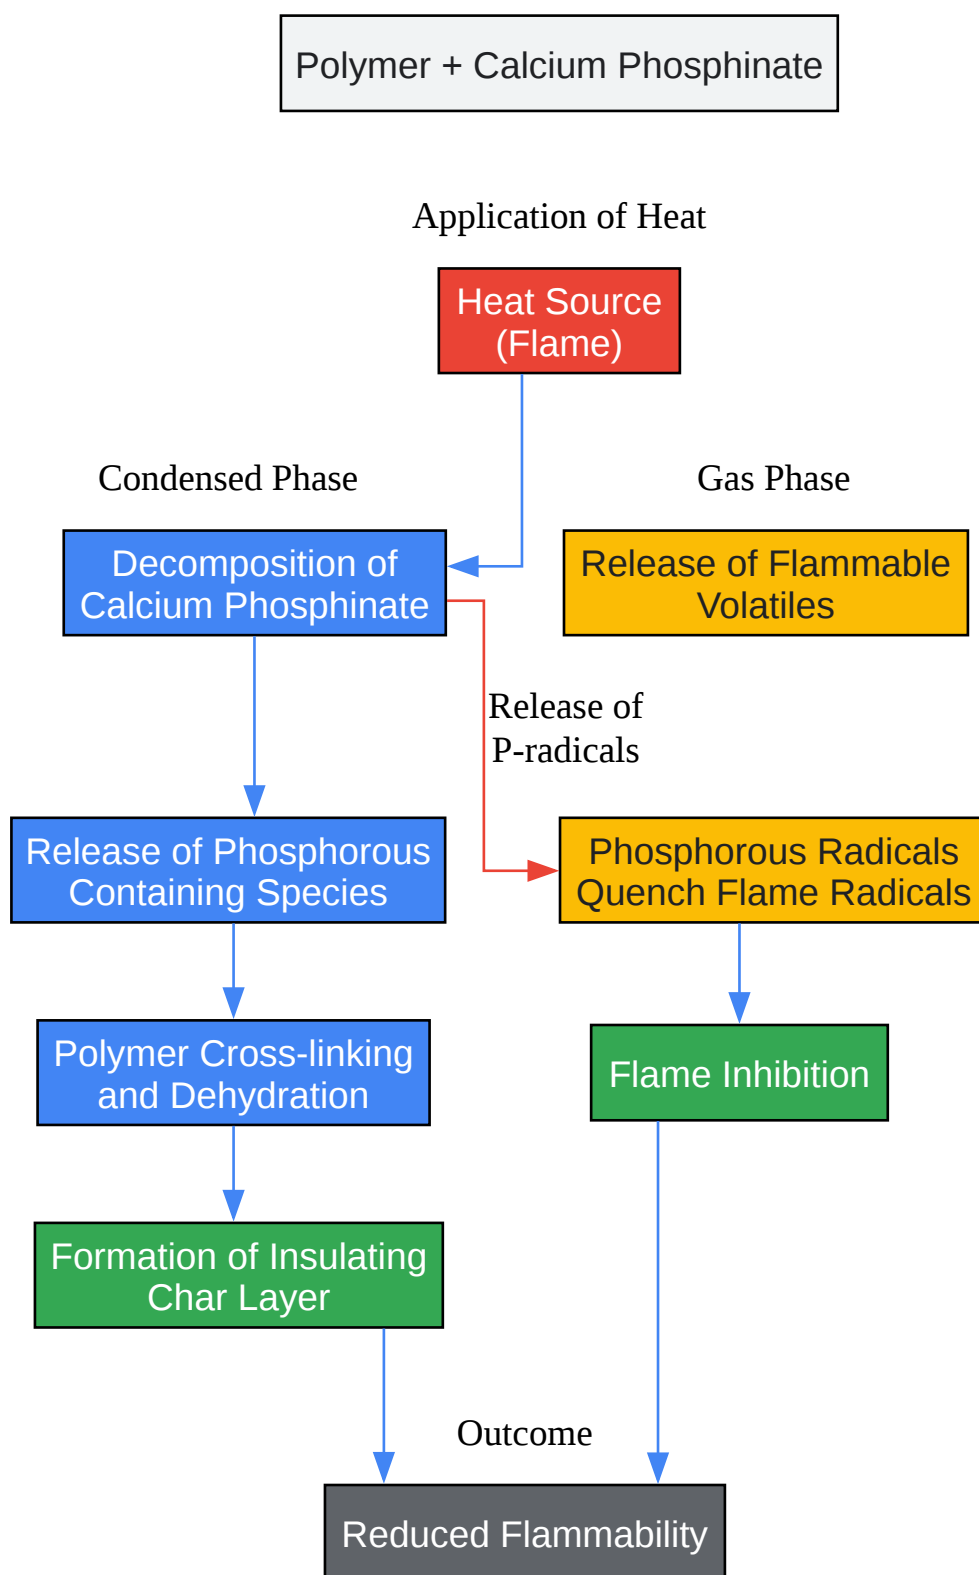 Polymer + Calcium Phosphinate
Application of Heat
Heat Source
(Flame)
Condensed Phase
Gas Phase
Decomposition of
Calcium Phosphinate
Release of Flammable
Volatiles
Release of
P-radicals
Release of Phosphorous
Containing Species
Phosphorous Radicals
Quench Flame Radicals
Polymer Cross-linking
and Dehydration
Flame Inhibition
Formation of Insulating
Char Layer
Outcome
Reduced Flammability